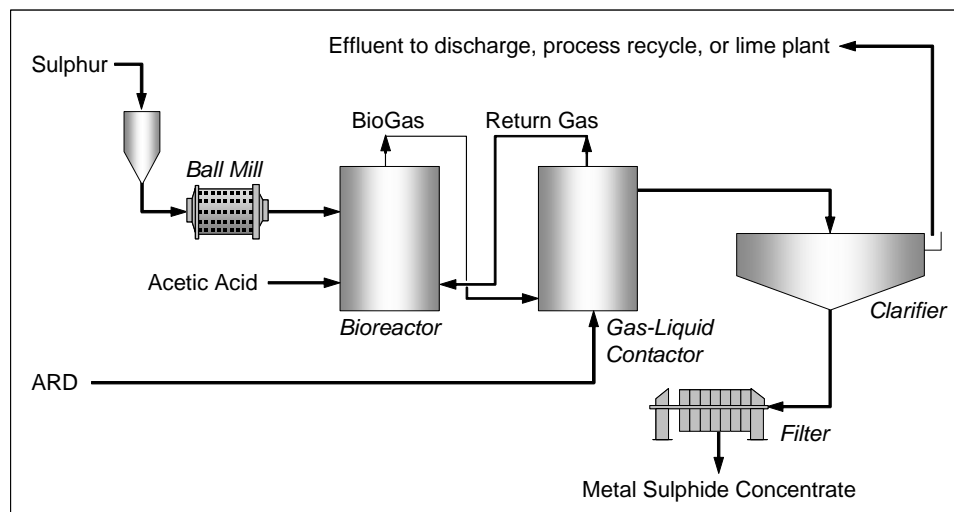 Effluent to discharge, process recycle, or lime plant
Sulphur
BioGas
Return Gas
Ball Mill
Acetic Acid
Bioreactor
Gas-Liquid
Contactor
Clarifier
ARD
Filter
Metal Sulphide Concentrate